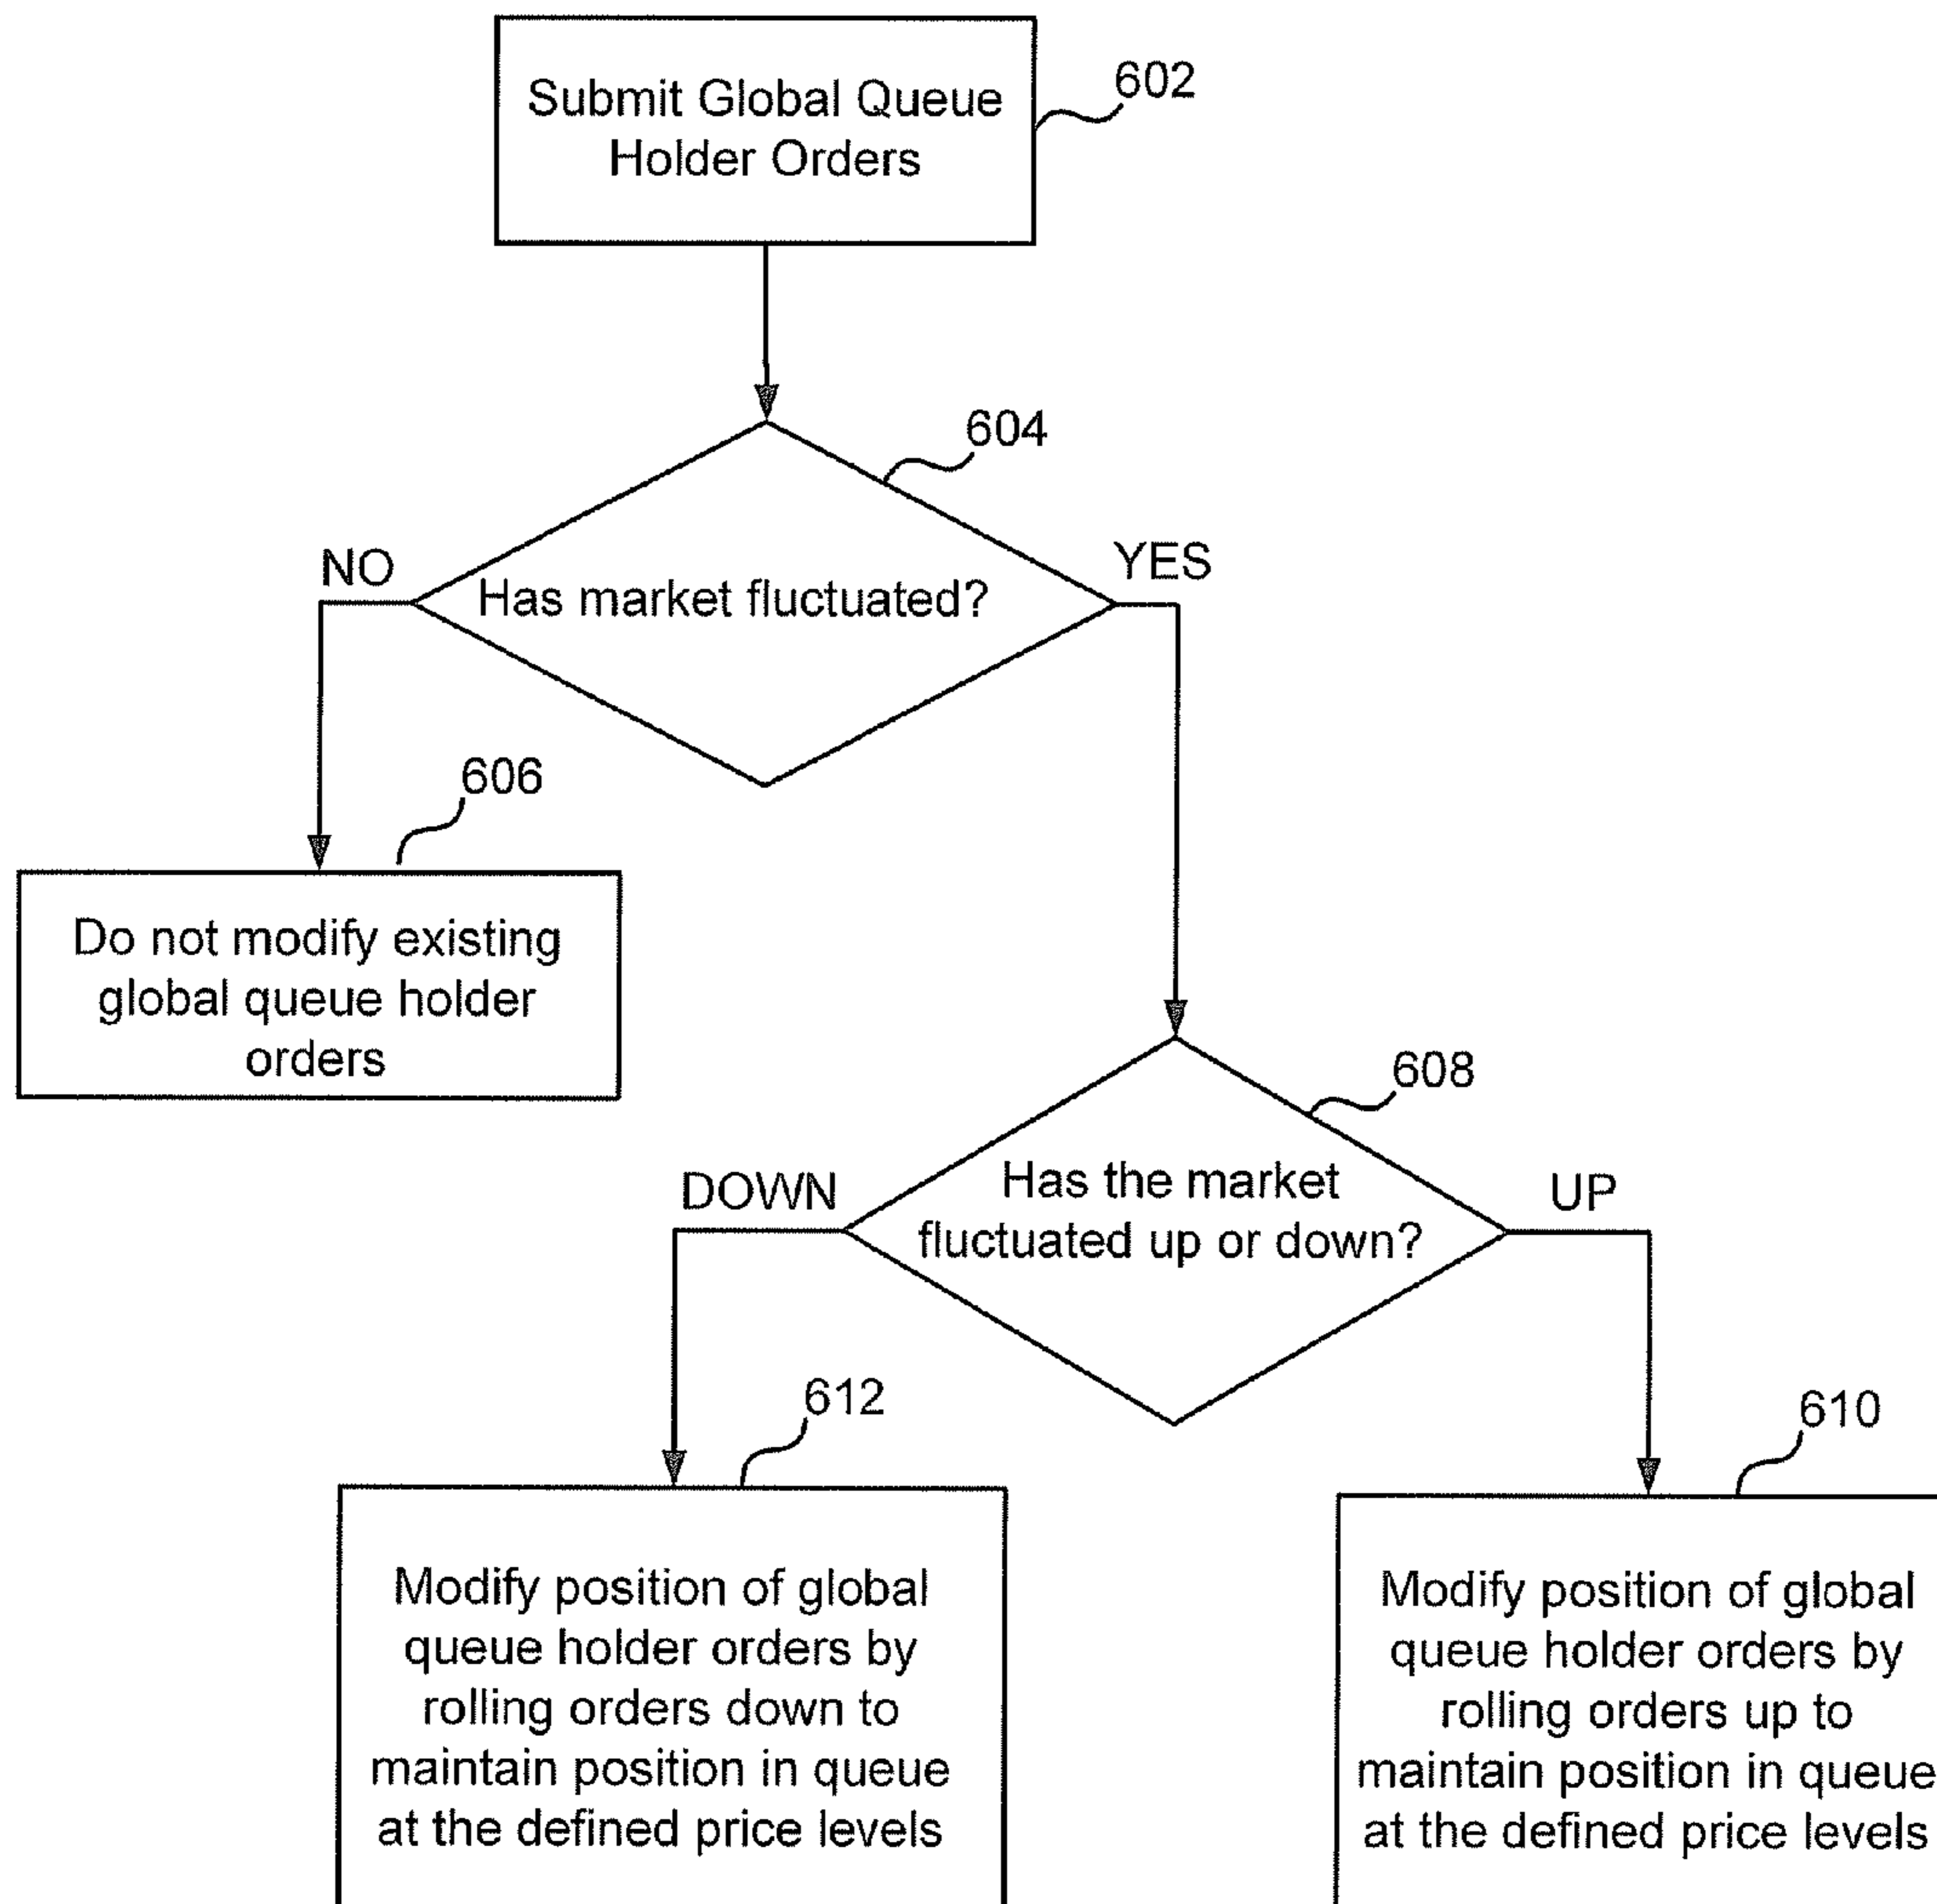 Submit Global Queue
Holder Orders
602
604
NO
Has market fluctuated?
YES
606
Do not modify existing
global queue holder
orders
608
DOWN
Has the market
fluctuated up or down?
UP
612
610
Modify position of global
queue holder orders by
rolling orders down to
maintain position in queue
at the defined price levels
Modify position of global
queue holder orders by
rolling orders up to
maintain position in queue
at the defined price levels